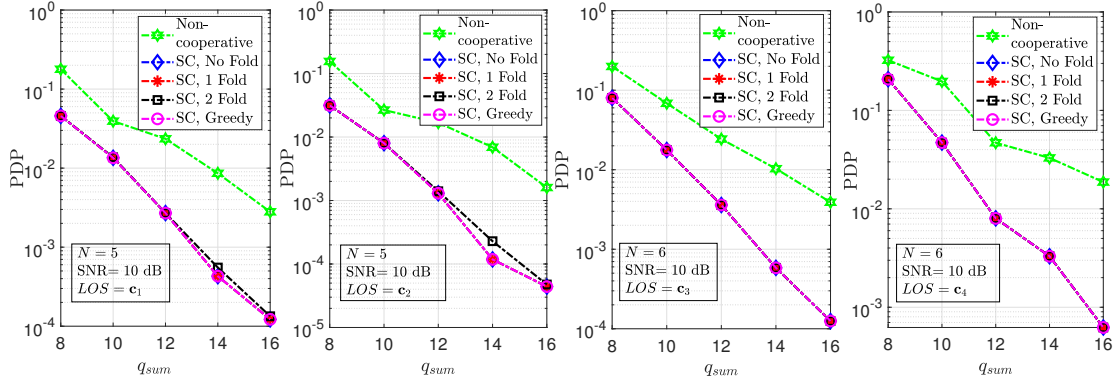 PDP
10^0
10^-1
10^-2
10^-3
10^-4
8
10
12
14
16
q_sum
Non-
cooperative
SC, No Fold
SC, 1 Fold
SC, 2 Fold
SC, Greedy
N = 5
SNR= 10 dB
LOS = c_1
PDP
10^0
10^-1
10^-2
10^-3
10^-4
10^-5
8
10
12
14
16
q_sum
Non-
cooperative
SC, No Fold
SC, 1 Fold
SC, 2 Fold
SC, Greedy
N = 5
SNR= 10 dB
LOS = c_2
PDP
10^0
10^-1
10^-2
10^-3
10^-4
8
10
12
14
16
q_sum
Non-
cooperative
SC, No Fold
SC, 1 Fold
SC, 2 Fold
SC, Greedy
N = 6
SNR= 10 dB
LOS = c_3
PDP
10^0
10^-1
10^-2
10^-3
8
10
12
14
16
q_sum
Non-
cooperative
SC, No Fold
SC, 1 Fold
SC, 2 Fold
SC, Greedy
N = 6
SNR= 10 dB
LOS = c_4